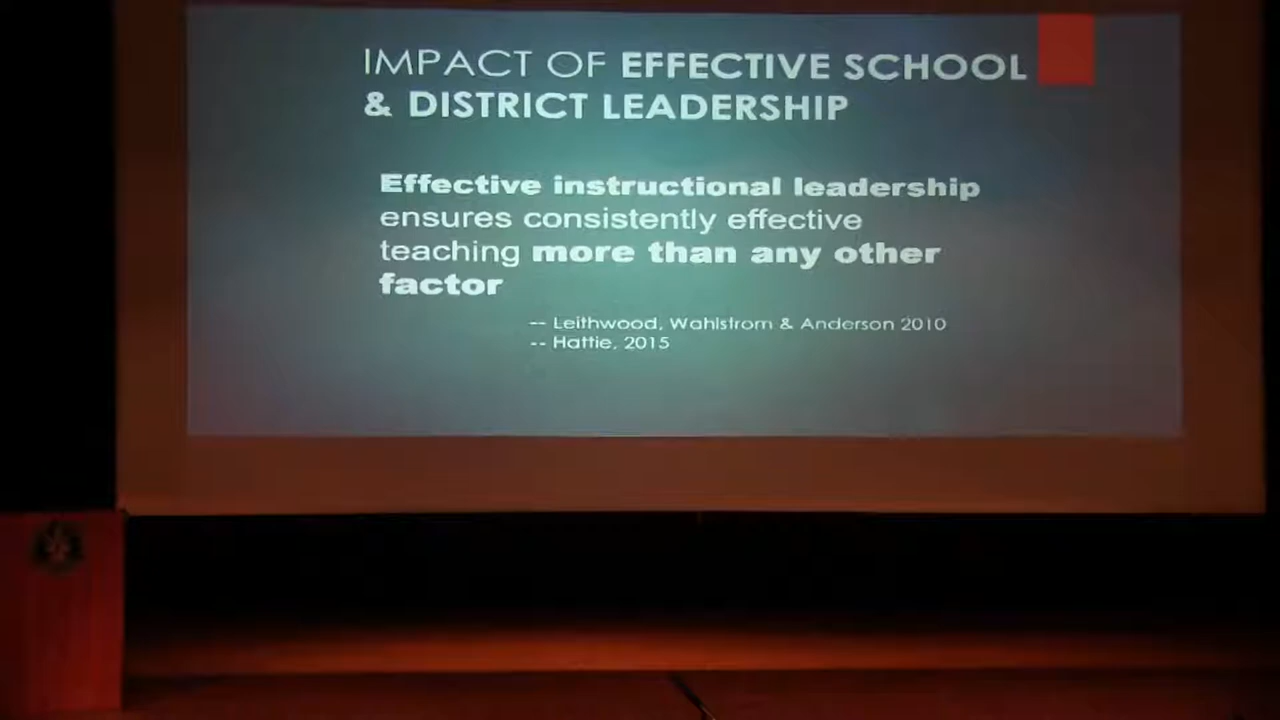 IMPACT OF EFFECTIVE SCHOOL
& DISTRICT LEADERSHIP
Effective instructional leadership
ensures consistently effective
teaching more than any other
factor
-- Leithwood, Wahlstrom & Anderson 2010
-- Hattie, 2015